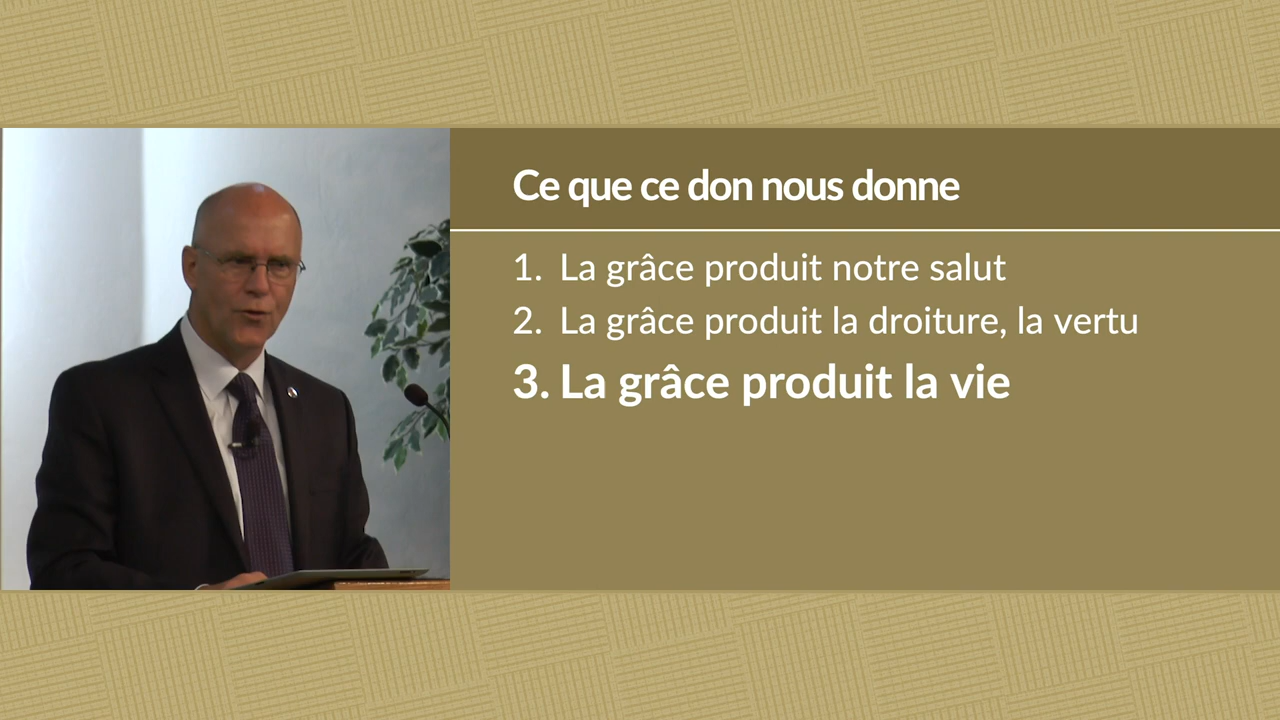 Ce que ce don nous donne
1. La grâce produit notre salut
2. La grâce produit la droiture, la vertu
3. La grâce produit la vie